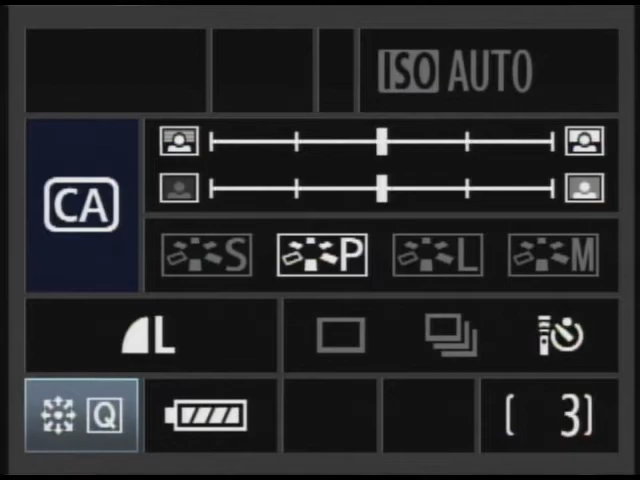 ISO AUTO
CA
S P L M
L
Q [ 3]